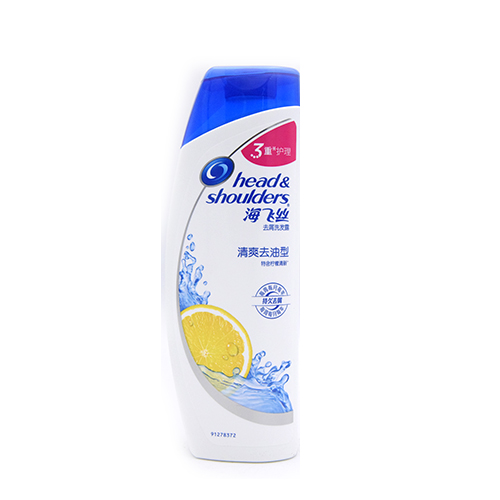 3重*护理
head &
shoulders®
海飞丝
去屑洗发露
清爽去油型
持久去屑
91278372